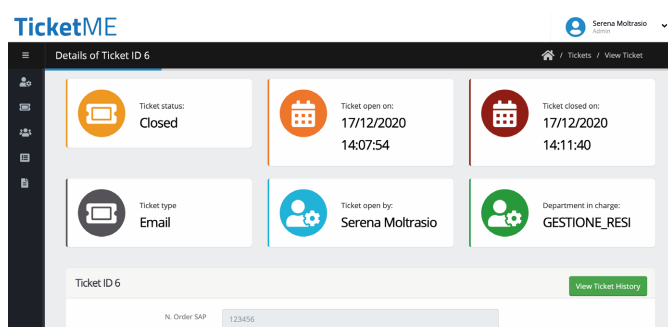 TicketME
Serena Moltrasio
Admin
Details of Ticket ID 6
/ Tickets / View Ticket
Ticket status:
Closed
Ticket open on:
17/12/2020
14:07:54
Ticket closed on:
17/12/2020
14:11:40
Ticket type
Email
Ticket open by:
Serena Moltrasio
Department in charge:
GESTIONE_RESI
Ticket ID 6
View Ticket History
N. Order SAP
123456